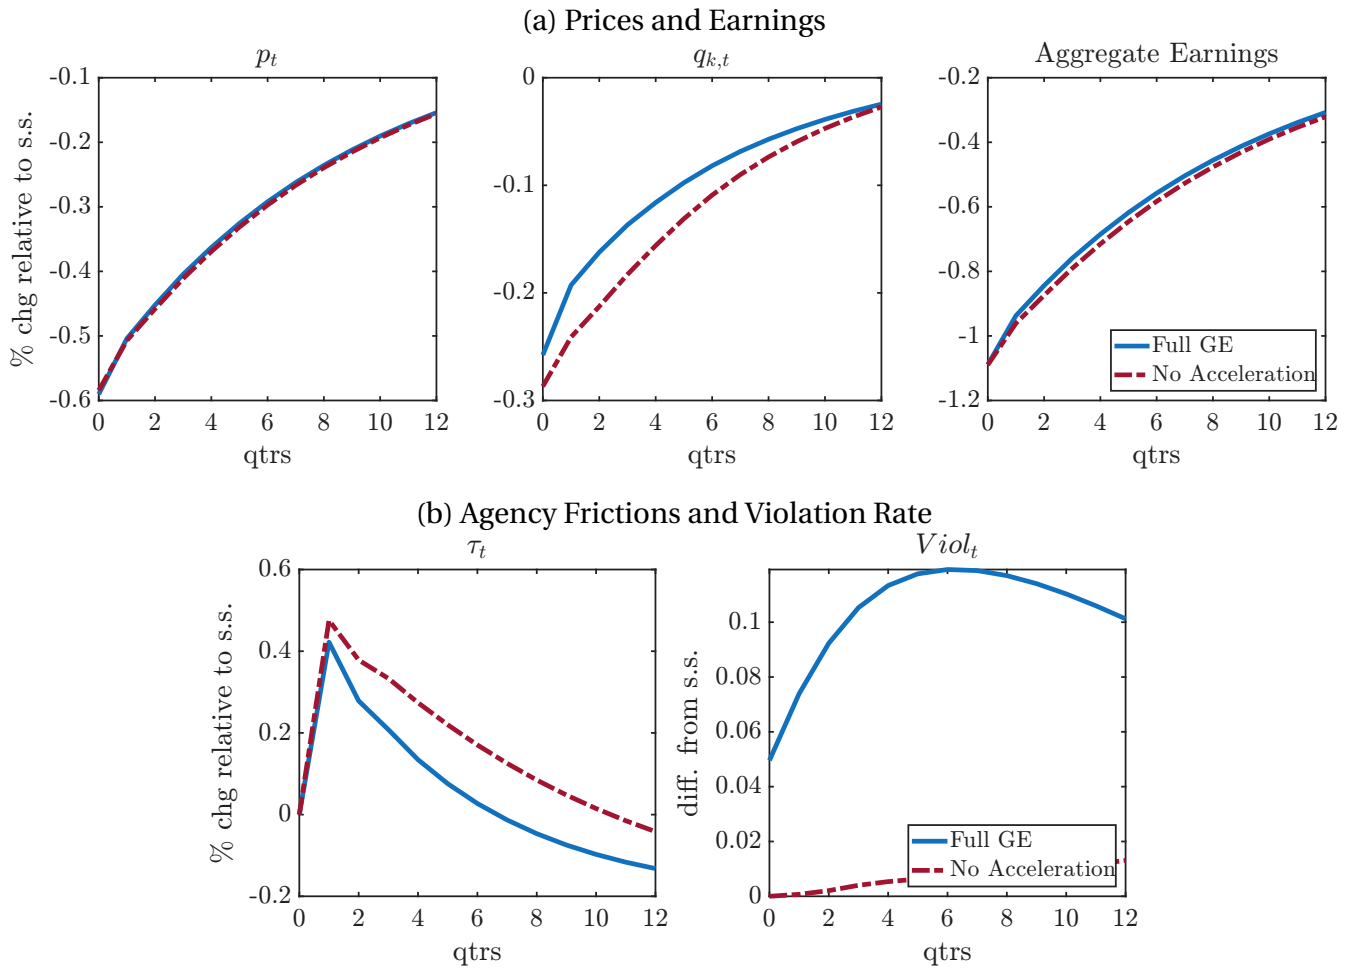 (a) Prices and Earnings
p_t
q_{k,t}
Aggregate Earnings
% chg relative to s.s.
-0.1
-0.2
-0.3
-0.4
-0.5
-0.6
0 2 4 6 8 10 12
qtrs
0
-0.1
-0.2
-0.3
0 2 4 6 8 10 12
qtrs
-0.2
-0.4
-0.6
-0.8
-1
-1.2
Full GE
No Acceleration
0 2 4 6 8 10 12
qtrs
(b) Agency Frictions and Violation Rate
τ_t
Viol_t
% chg relative to s.s.
0.6
0.4
0.2
0
-0.2
0 2 4 6 8 10 12
qtrs
diff. from s.s.
0.1
0.08
0.06
0.04
0.02
0
Full GE
No Acceleration
0 2 4 6 8 10 12
qtrs